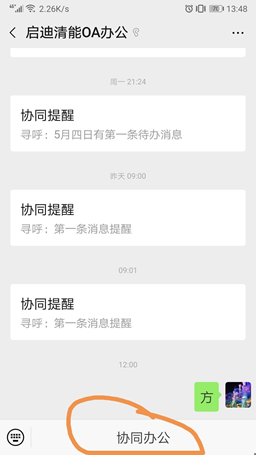 2.26K/s
13:48
启迪清能OA办公
周一 21:24
协同提醒
寻呼：5月四日有第一条待办消息
昨天 09:00
协同提醒
寻呼：第一条消息提醒
09:01
协同提醒
寻呼：第一条消息提醒
12:00
方
协同办公